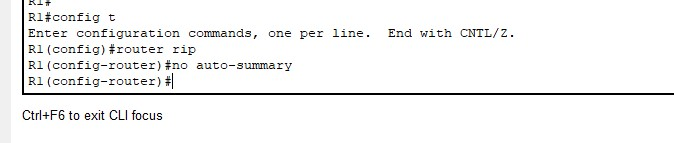 R1#
R1#config t
Enter configuration commands, one per line.  End with CNTL/Z.
R1(config)#router rip
R1(config-router)#no auto-summary
R1(config-router)#
Ctrl+F6 to exit CLI focus